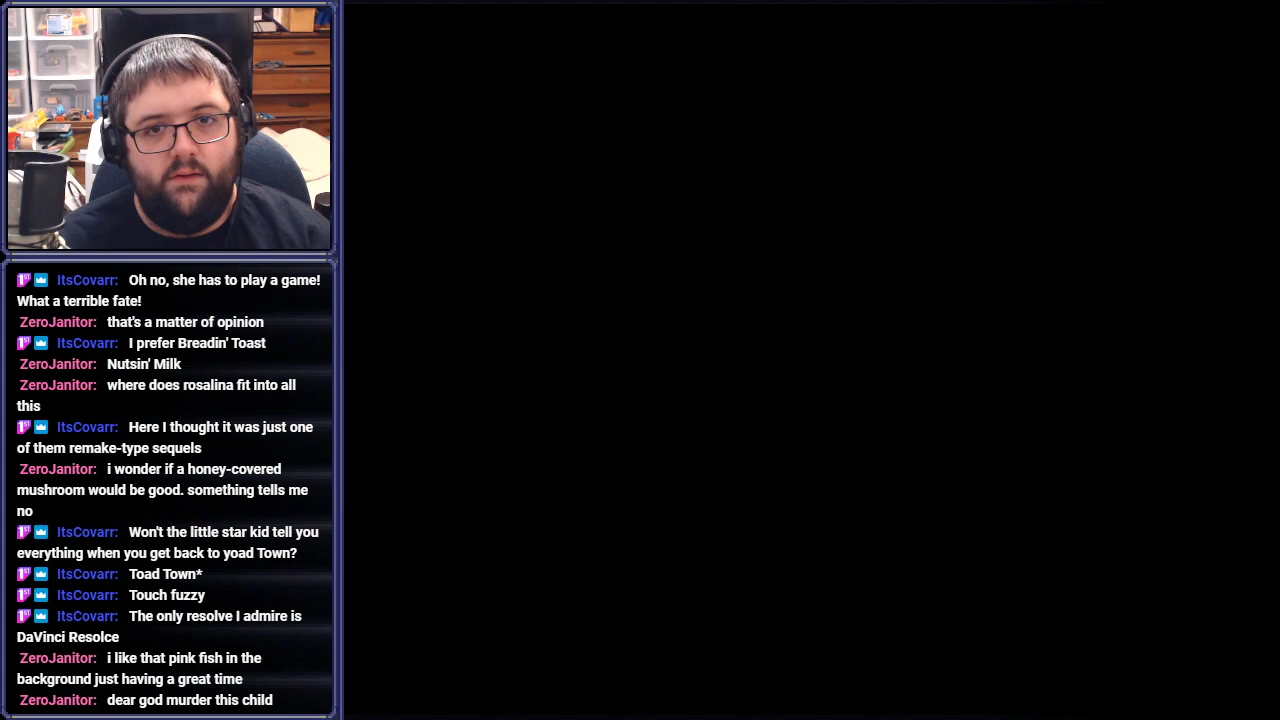 ItsCovarr: Oh no, she has to play a game!
What a terrible fate!
ZeroJanitor: that's a matter of opinion
ItsCovarr: I prefer Breadin' Toast
ZeroJanitor: Nutsin' Milk
ZeroJanitor: where does rosalina fit into all
this
ItsCovarr: Here I thought it was just one
of them remake-type sequels
ZeroJanitor: i wonder if a honey-covered
mushroom would be good. something tells me
no
ItsCovarr: Won't the little star kid tell you
everything when you get back to yoad Town?
ItsCovarr: Toad Town*
ItsCovarr: Touch fuzzy
ItsCovarr: The only resolve I admire is
DaVinci Resolce
ZeroJanitor: i like that pink fish in the
background just having a great time
ZeroJanitor: dear god murder this child